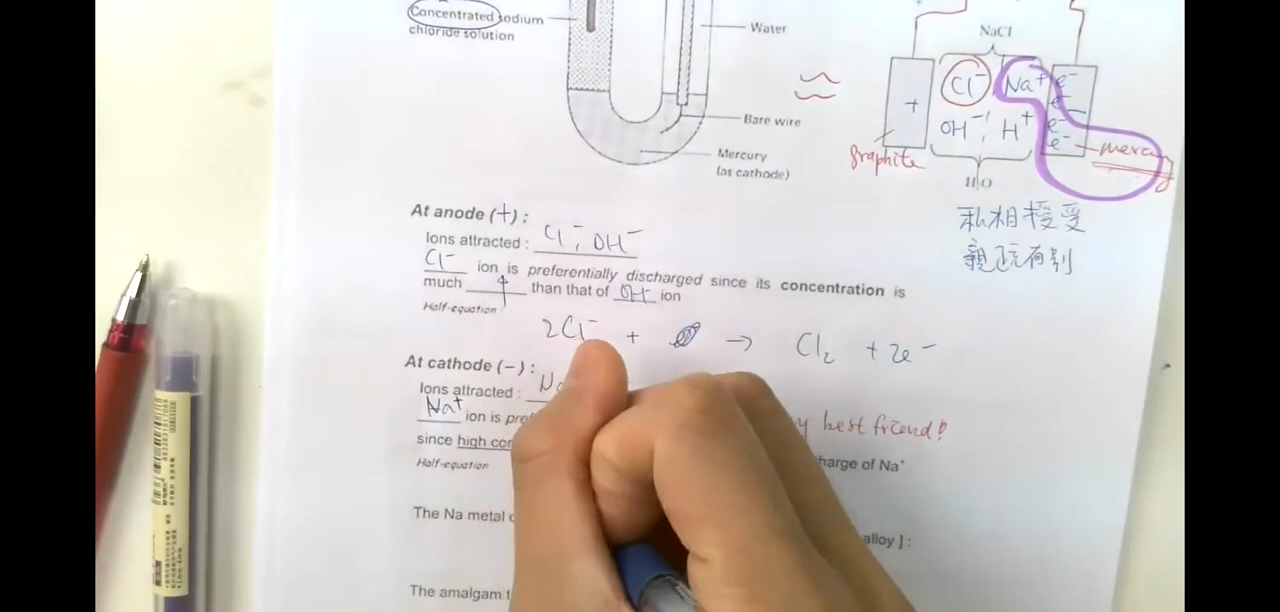 Concentrated sodium
chloride solution
Water
Bare wire
Mercury
(as cathode)
+
NaCl
Cl⁻ Na⁺ e⁻
+ e⁻ −
OH⁻, H⁺ e⁻
e⁻
graphite
H₂O
私相授受
親疏有別
At anode (+) :
Ions attracted : Cl⁻, OH⁻
Cl⁻ ion is preferentially discharged since its concentration is
much ↑ than that of OH⁻ ion
Half-equation
2Cl⁻ + → Cl₂ + 2e⁻
At cathode (−) :
Ions attracted :
Na⁺ ion is
best friend!
since high
of Na⁺
Half-equation
The Na metal
alloy ] :
The amalgam